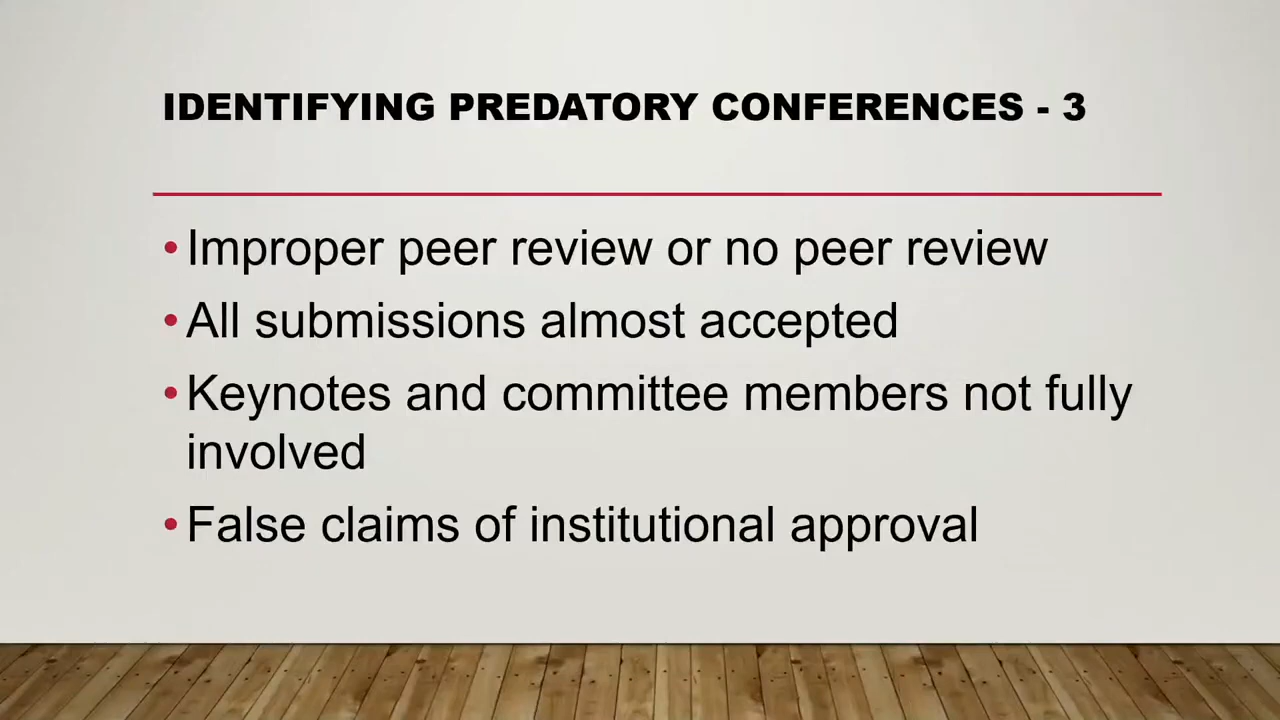 IDENTIFYING PREDATORY CONFERENCES - 3
•Improper peer review or no peer review
•All submissions almost accepted
•Keynotes and committee members not fully
involved
•False claims of institutional approval